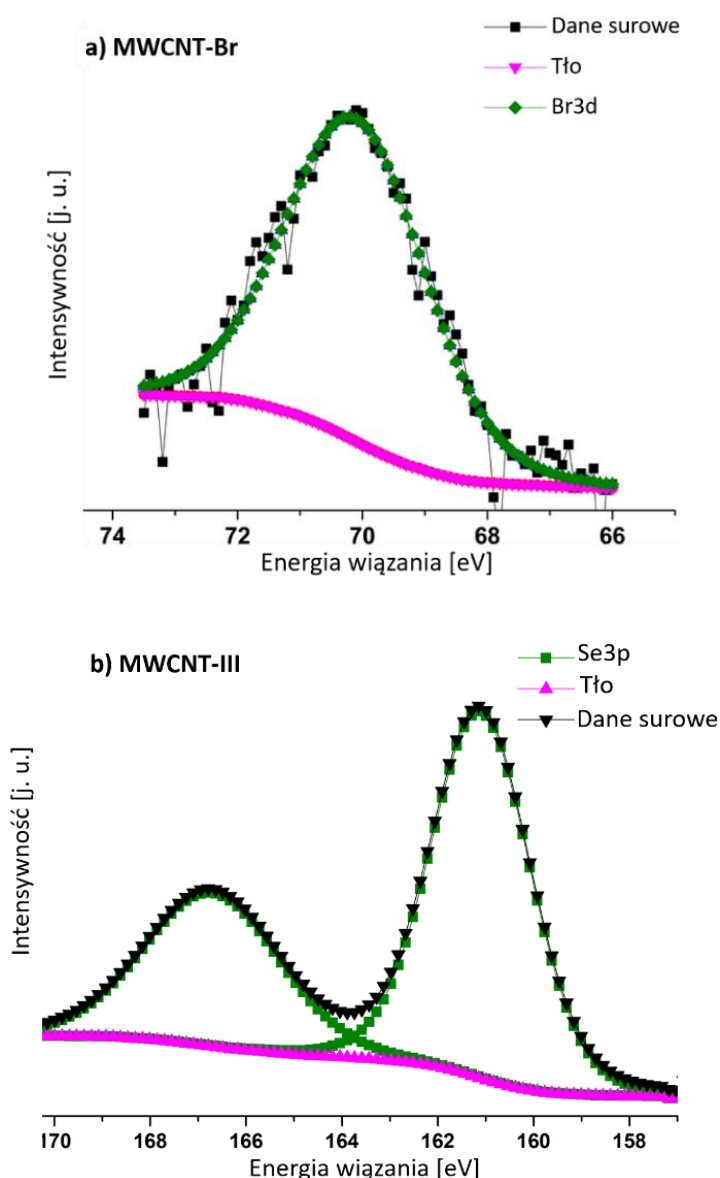 a) MWCNT-Br
Dane surowe
Tło
Br3d
Intensywność [j. u.]
74 72 70 68 66
Energia wiązania [eV]
b) MWCNT-III
Se3p
Tło
Dane surowe
Intensywność [j. u.]
170 168 166 164 162 160 158
Energia wiązania [eV]